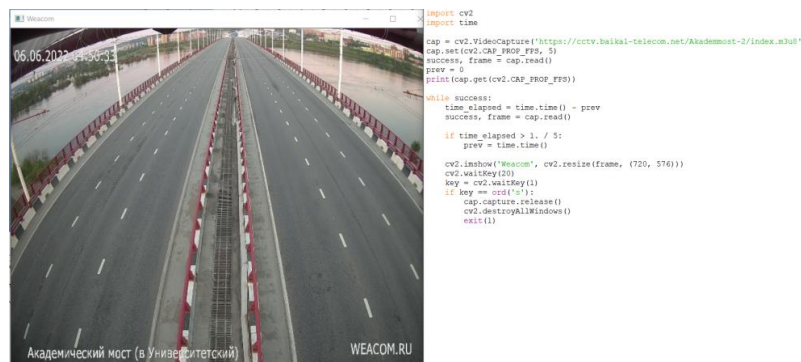 Weacom
06.06.2022 04:50:33
Академический мост (в Университетский)
WEACOM.RU
import cv2
import time
cap = cv2.VideoCapture('https://cctv.baikal-telecom.net/Akademmost-2/index.m3u8'
cap.set(cv2.CAP_PROP_FPS, 5)
success, frame = cap.read()
prev = 0
print(cap.get(cv2.CAP_PROP_FPS))
while success:
time_elapsed = time.time() - prev
success, frame = cap.read()
if time_elapsed > 1. / 5:
prev = time.time()
cv2.imshow('Weacom', cv2.resize(frame, (720, 576)))
cv2.waitKey(20)
key = cv2.waitKey(1)
if key == ord('s'):
cap.capture.release()
cv2.destroyAllWindows()
exit(1)